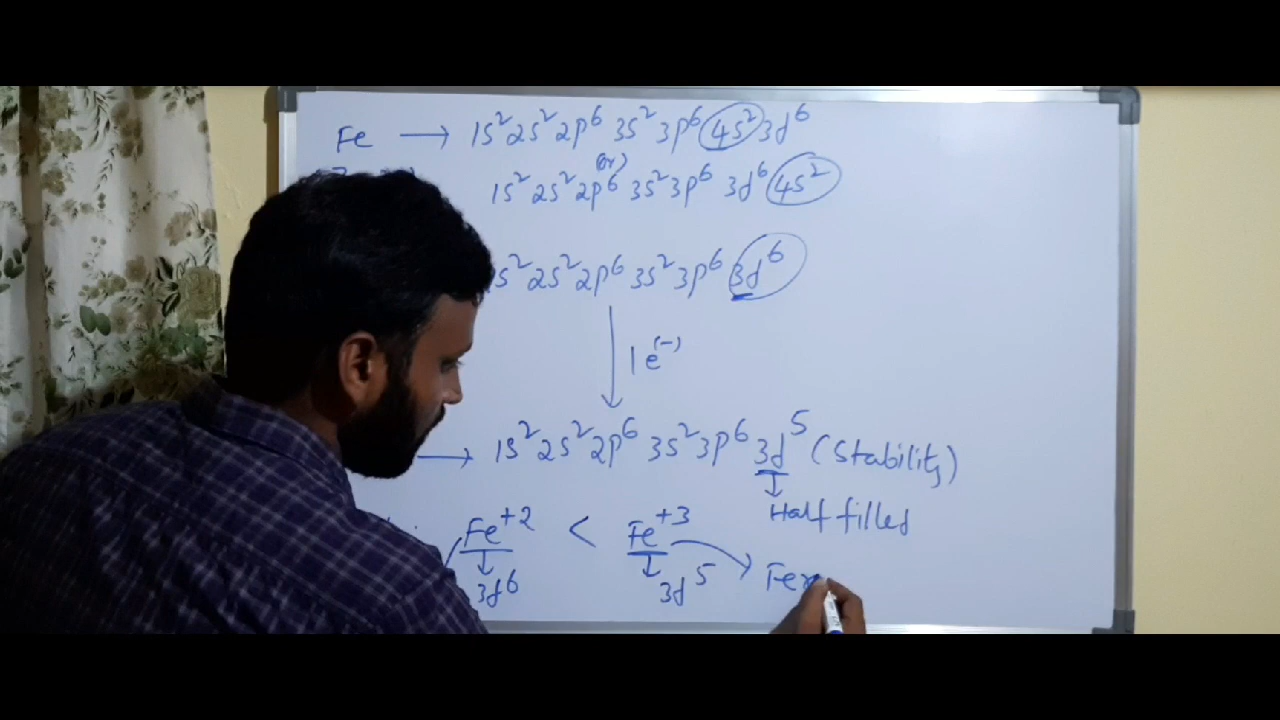 Fe → 1s² 2s² 2p⁶ 3s² 3p⁶ 4s² 3d⁶
(or)
1s² 2s² 2p⁶ 3s² 3p⁶ 3d⁶ 4s²
s² 2s² 2p⁶ 3s² 3p⁶ 3d⁶
↓ 1e⁽⁻⁾
→ 1s² 2s² 2p⁶ 3s² 3p⁶ 3d⁵ (Stability)
↓
Half filled
Fe⁺² < Fe⁺³
↓ ↓
3d⁶ 3d⁵ Fer